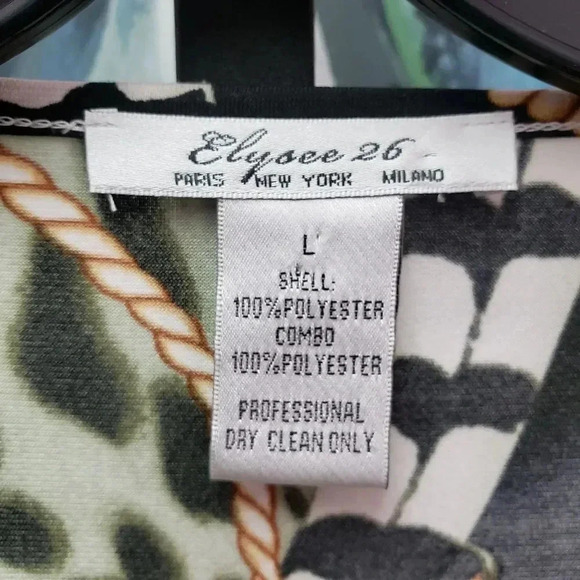 Elysee 26
PARIS NEW YORK MILANO
L
SHELL:
100%POLYESTER
COMBO
100%POLYESTER
PROFESSIONAL
DRY CLEAN ONLY